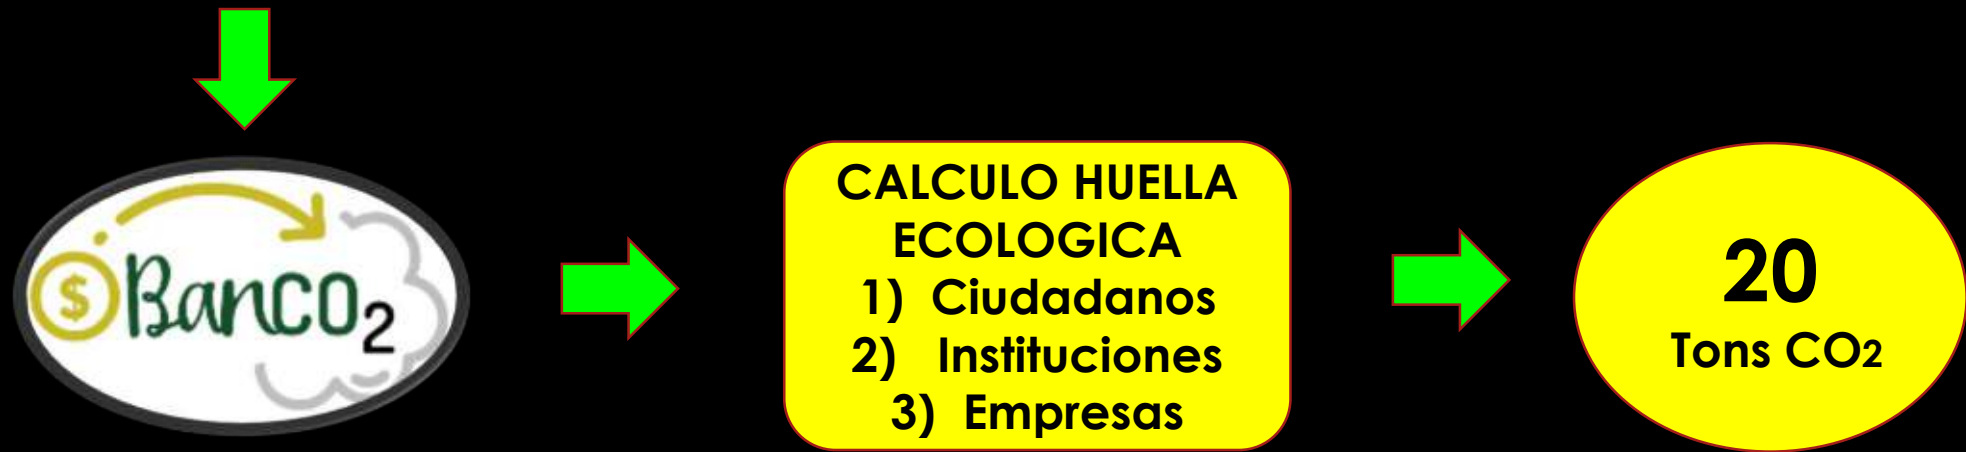 $ BanCO2
CALCULO HUELLA
ECOLOGICA
1) Ciudadanos
2) Instituciones
3) Empresas
20
Tons CO2